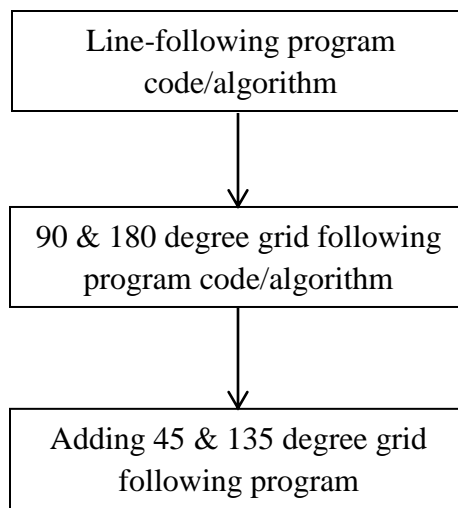 Line-following program
code/algorithm
90 & 180 degree grid following
program code/algorithm
Adding 45 & 135 degree grid
following program